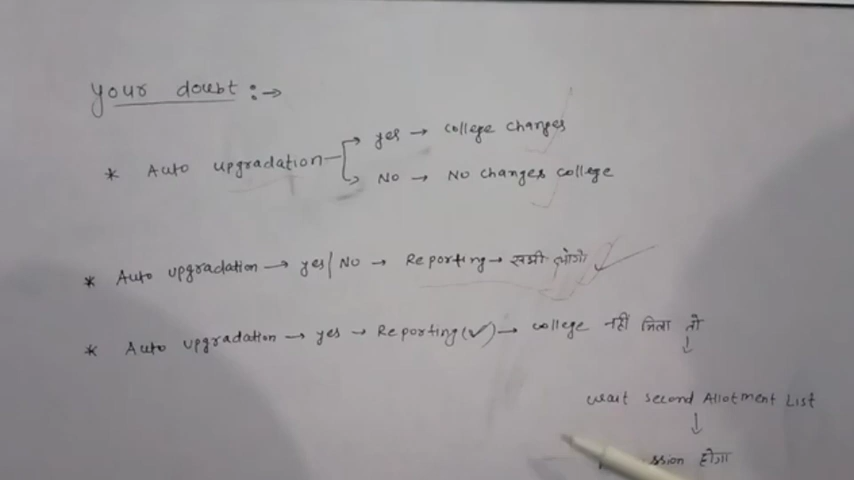 Your doubt :→
* Auto upgradation → yes → college changes
→ No → No changes college
* Auto upgradation → yes/No → Reporting → सभी लोगो
* Auto upgradation → yes → Reporting (✓) → college नहीं मिला तो
↓
wait second Allotment List
↓
ssion होगा